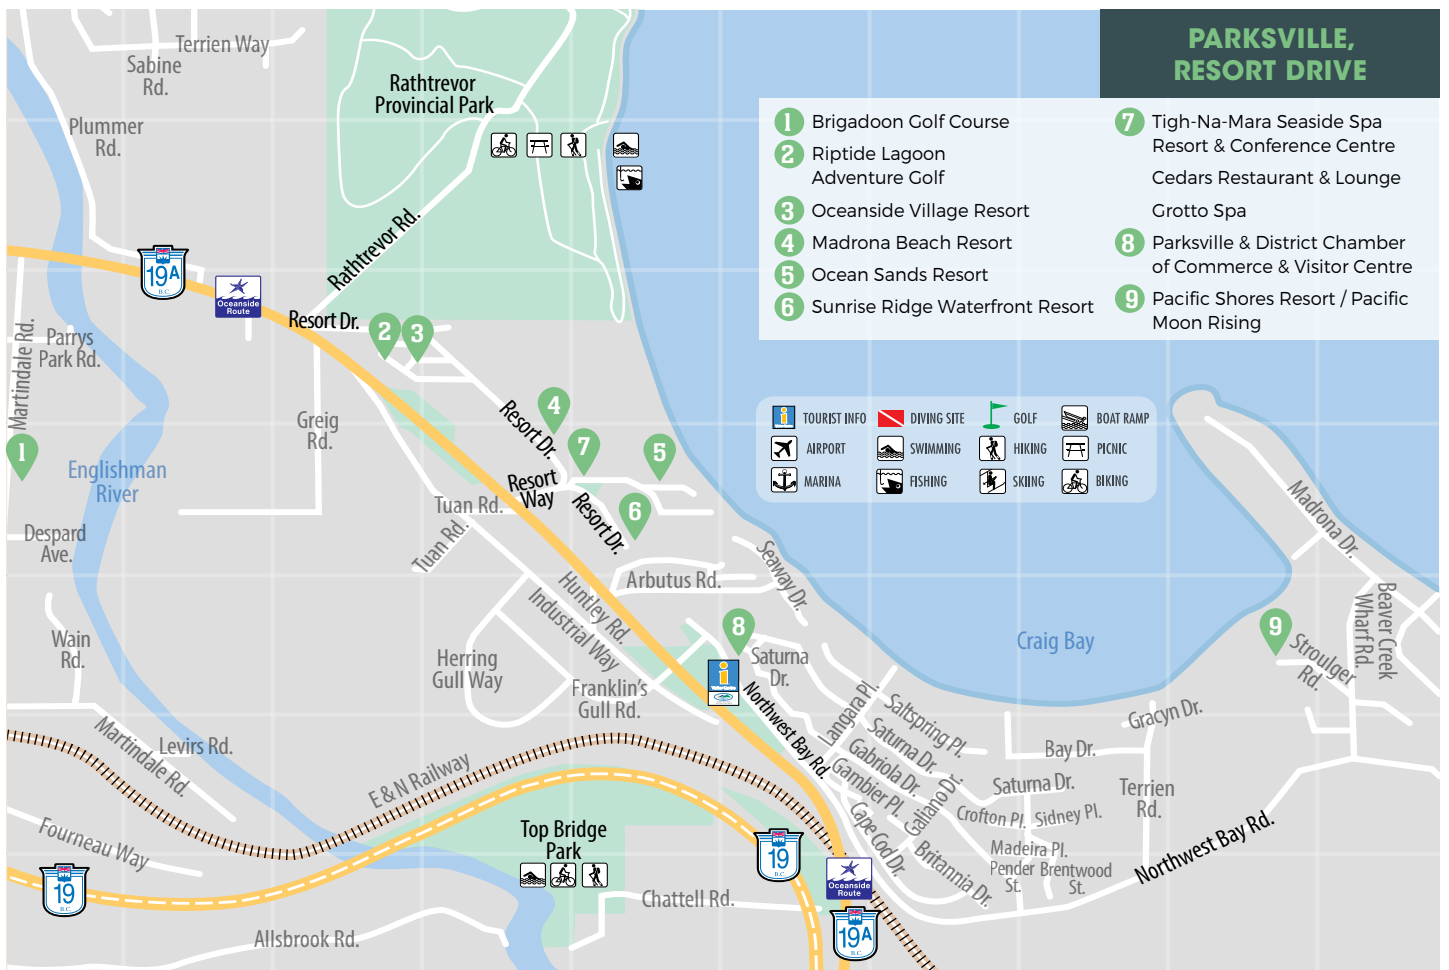 PARKSVILLE,
RESORT DRIVE
1 Brigadoon Golf Course
2 Riptide Lagoon
Adventure Golf
3 Oceanside Village Resort
4 Madrona Beach Resort
5 Ocean Sands Resort
6 Sunrise Ridge Waterfront Resort
7 Tigh-Na-Mara Seaside Spa
Resort & Conference Centre
Cedars Restaurant & Lounge
Grotto Spa
8 Parksville & District Chamber
of Commerce & Visitor Centre
9 Pacific Shores Resort / Pacific
Moon Rising
TOURIST INFO
DIVING SITE
GOLF
BOAT RAMP
AIRPORT
SWIMMING
HIKING
PICNIC
MARINA
FISHING
SKIING
BIKING
Terrien Way
Sabine
Rd.
Plummer
Rd.
Rathtrevor
Provincial Park
Rathtrevor Rd.
19A
B.C.
Oceanside
Route
Resort Dr.
2
3
Martindale Rd.
Parrys
Park Rd.
Greig
Rd.
1
Englishman
River
4
Resort Dr.
7
5
Resort
Way
Resort Dr.
6
Tuan Rd.
Tuan Rd.
Despard
Ave.
Arbutus Rd.
Seaway Dr.
Huntley Rd.
Industrial Way
Wain
Rd.
Herring
Gull Way
Franklin's
Gull Rd.
8
i
Saturna
Dr.
Northwest Bay Rd.
Craig Bay
Madrona Dr.
Beaver Creek
Wharf Rd.
9
Stroulger
Rd.
Langara Pl.
Saltspring Pl.
Saturna Dr.
Gabriola Dr.
Gambier Pl.
Galiano Dr.
Cape Cod Dr.
Britannia Dr.
Gracyn Dr.
Bay Dr.
Saturna Dr.
Terrien
Rd.
Crofton Pl.
Sidney Pl.
Madeira Pl.
Pender
St.
Brentwood
St.
Northwest Bay Rd.
Martindale Rd.
Levirs Rd.
E & N Railway
Fourneau Way
19
B.C.
Top Bridge
Park
19
B.C.
Oceanside
Route
19A
B.C.
Chattell Rd.
Allsbrook Rd.